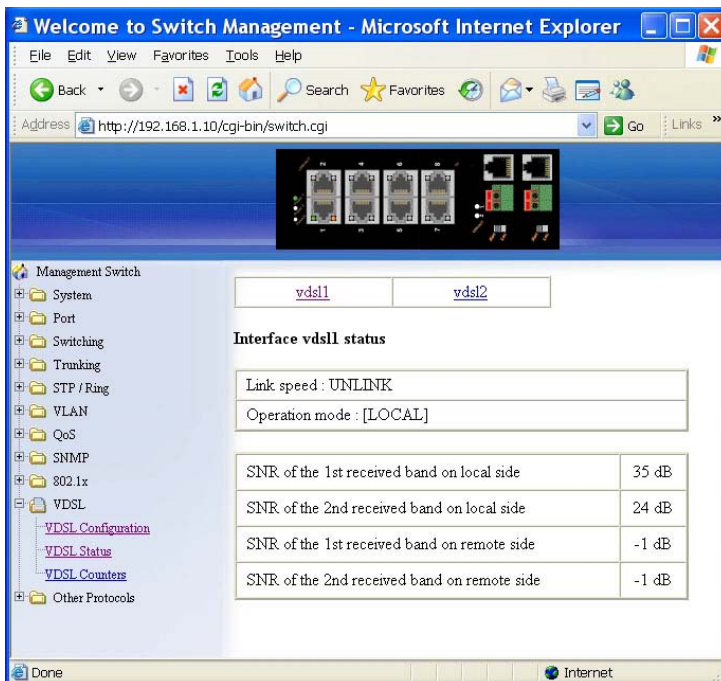 Welcome to Switch Management - Microsoft Internet Explorer
File Edit View Favorites Tools Help
Back Search Favorites
Address http://192.168.1.10/cgi-bin/switch.cgi Go Links »
Management Switch
System
Port
Switching
Trunking
STP / Ring
VLAN
QoS
SNMP
802.1x
VDSL
VDSL Configuration
VDSL Status
VDSL Counters
Other Protocols
vdsl1 vdsl2
Interface vdsl1 status
Link speed : UNLINK
Operation mode : [LOCAL]
SNR of the 1st received band on local side 35 dB
SNR of the 2nd received band on local side 24 dB
SNR of the 1st received band on remote side -1 dB
SNR of the 2nd received band on remote side -1 dB
Done Internet